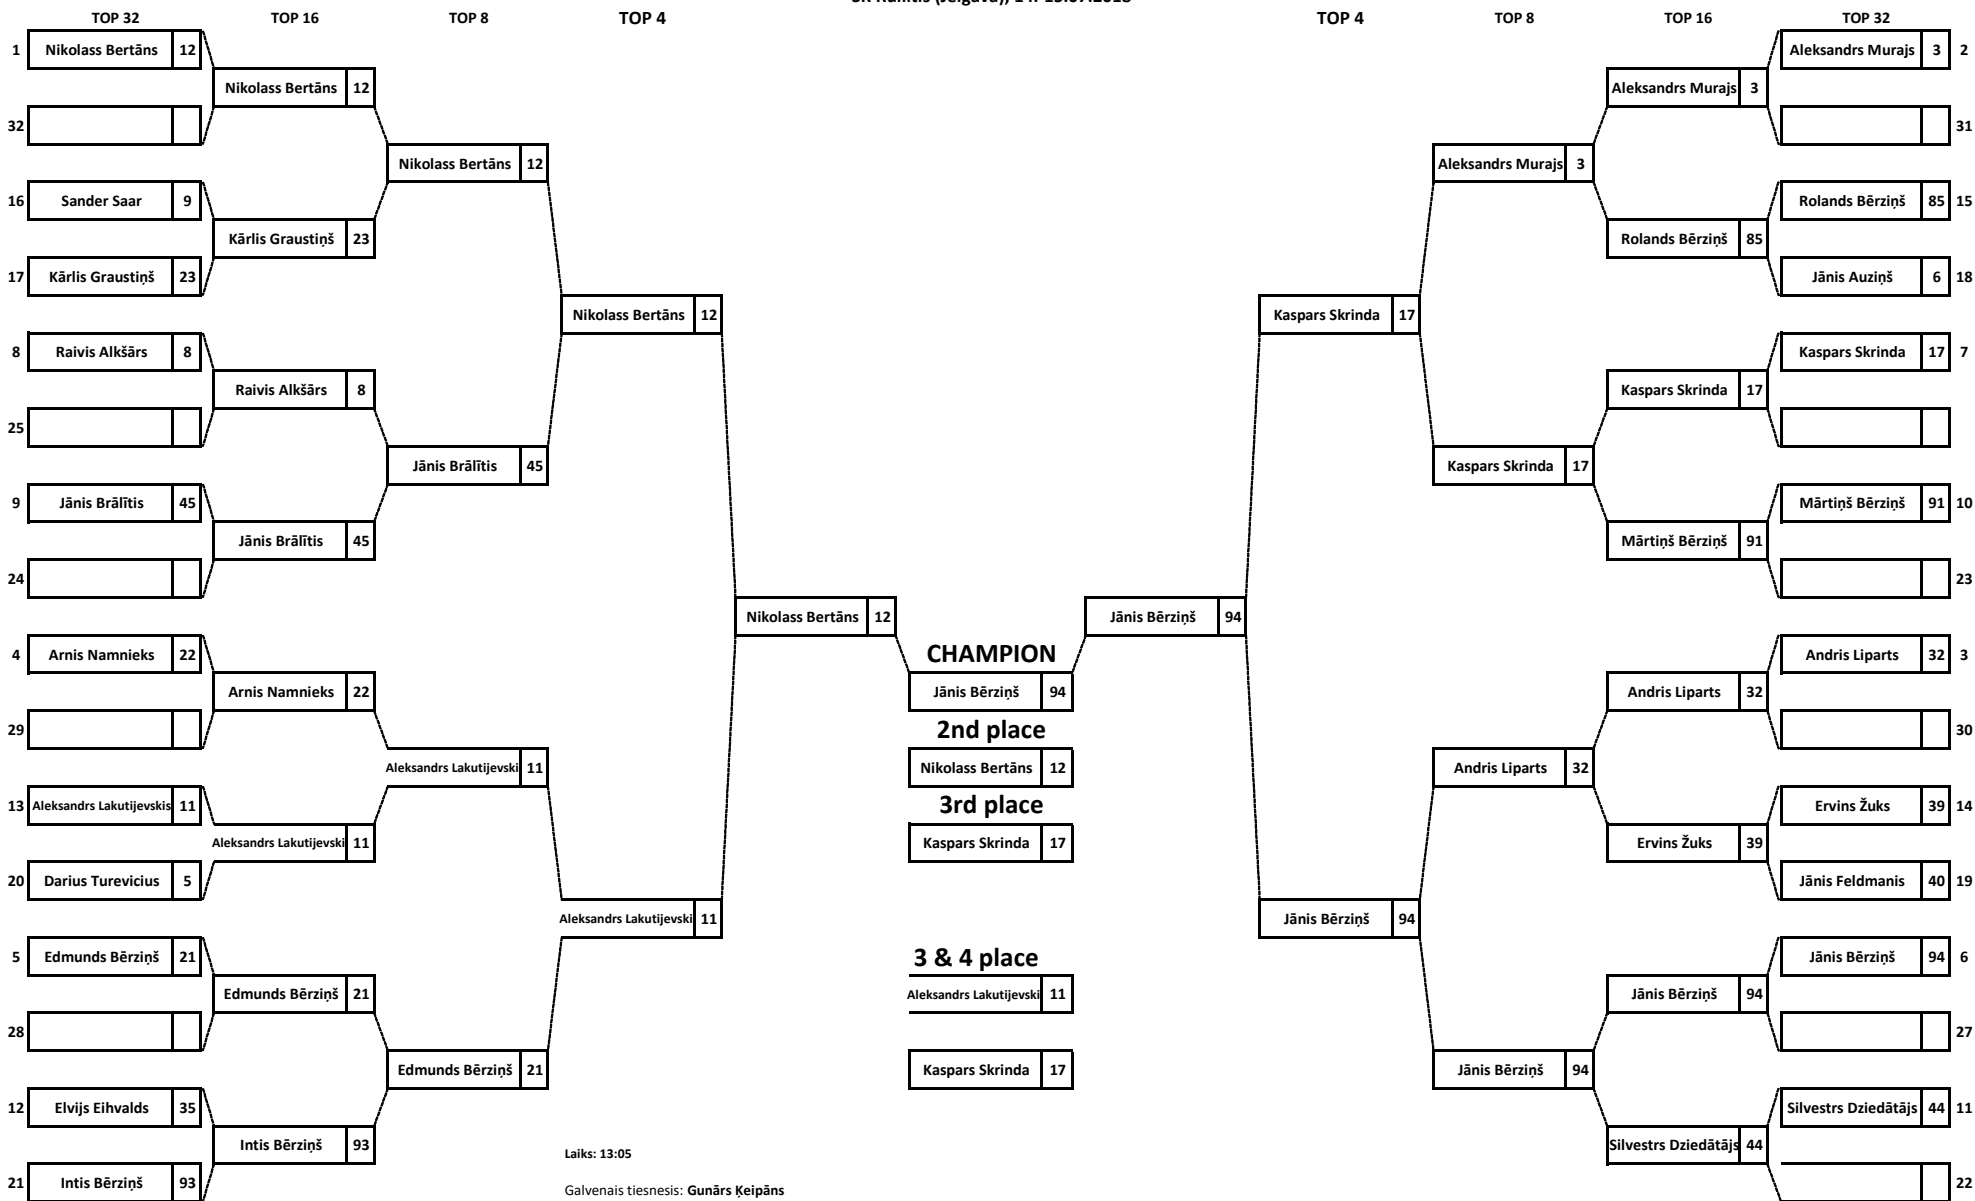 SK (Jelgava), 15.07.2018
TOP 32 TOP 16 TOP 8 TOP 4 TOP 4 TOP 8 TOP 16 TOP 32
1 Nikolass Bertāns 12 Aleksandrs Murajs 3 2
Nikolass Bertāns 12 Aleksandrs Murajs 3
32 31
Nikolass Bertāns 12 Aleksandrs Murajs 3
16 Sander Saar 9 Rolands Bērziņš 85 15
Kārlis Graustiņš 23 Rolands Bērziņš 85
17 Kārlis Graustiņš 23 Jānis Auziņš 6 18
Nikolass Bertāns 12 Kaspars Skrinda 17
8 Raivis Alkšārs 8 Kaspars Skrinda 17 7
Raivis Alkšārs 8 Kaspars Skrinda 17
25
Jānis Brālītis 45 Kaspars Skrinda 17
9 Jānis Brālītis 45 Mārtiņš Bērziņš 91 10
Jānis Brālītis 45 Mārtiņš Bērziņš 91
24 23
Nikolass Bertāns 12 Jānis Bērziņš 94
4 Arnis Namnieks 22 CHAMPION Andris Liparts 32 3
Arnis Namnieks 22 Jānis Bērziņš 94 Andris Liparts 32
29 2nd place 30
Aleksandrs Lakutijevski 11 Nikolass Bertāns 12 Andris Liparts 32
13 Aleksandrs Lakutijevskis 11 3rd place Ervins Žuks 39 14
Aleksandrs Lakutijevski 11 Kaspars Skrinda 17 Ervins Žuks 39
20 Darius Turevicius 5 Jānis Feldmanis 40 19
Aleksandrs Lakutijevski 11 Jānis Bērziņš 94
5 Edmunds Bērziņš 21 3 & 4 place Jānis Bērziņš 94 6
Edmunds Bērziņš 21 Aleksandrs Lakutijevski 11 Jānis Bērziņš 94
28 27
Edmunds Bērziņš 21 Kaspars Skrinda 17 Jānis Bērziņš 94
12 Elvijs Eihvalds 35 Silvestrs Dziedātājs 44 11
Intis Bērziņš 93 Silvestrs Dziedātājs 44
Laiks: 13:05
21 Intis Bērziņš 93 22
Galvenais tiesnesis: Gunārs Ķeipāns